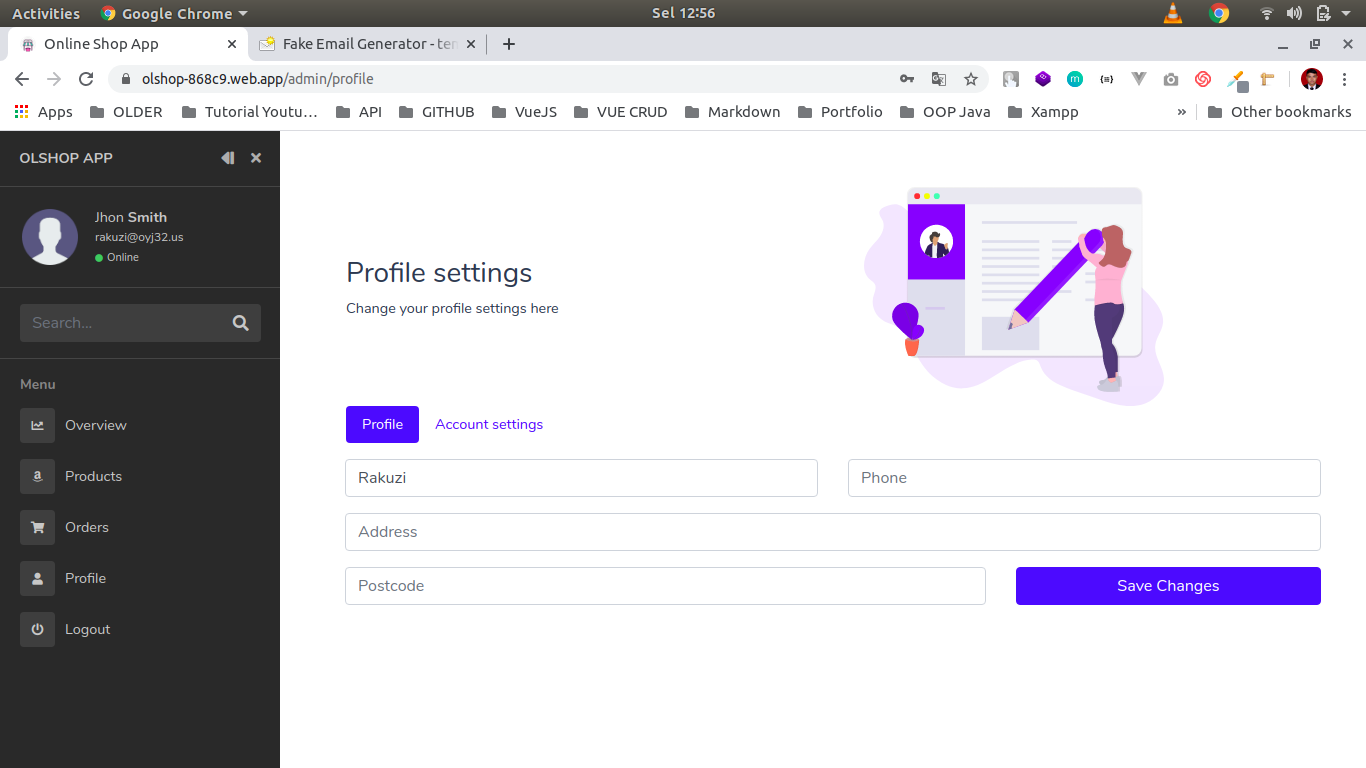 Activities Google Chrome Sel 12:56
Online Shop App Fake Email Generator - ten
olshop-868c9.web.app/admin/profile
Apps OLDER Tutorial Youtu... API GITHUB VueJS VUE CRUD Markdown Portfolio OOP Java Xampp » Other bookmarks
OLSHOP APP
Jhon Smith
rakuzi@oyj32.us
Online
Search...
Menu
Overview
Products
Orders
Profile
Logout
Profile settings
Change your profile settings here
Profile Account settings
Rakuzi Phone
Address
Postcode Save Changes